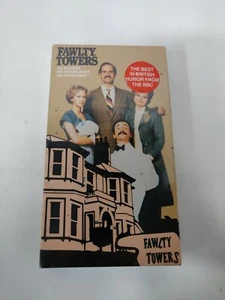 FAWLTY
TOWERS
THE BEST
IN BRITISH
HUMOR FROM
THE BBC
FAWLTY
TOWERS